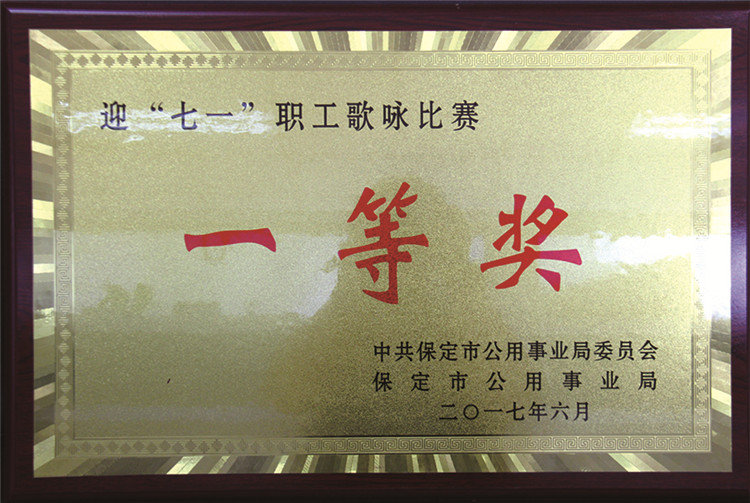 迎“七一”职工歌咏比赛
一等奖
中共保定市公用事业局委员会
保定市公用事业局
二〇一七年六月